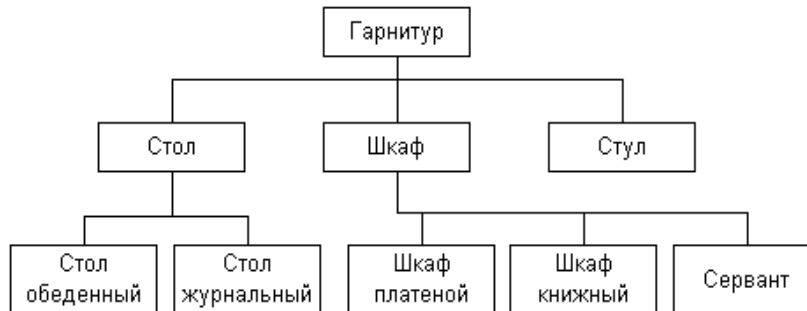 Гарнитур
Стол
Шкаф
Стул
Стол
обеденный
Стол
журнальный
Шкаф
платеной
Шкаф
книжный
Сервант